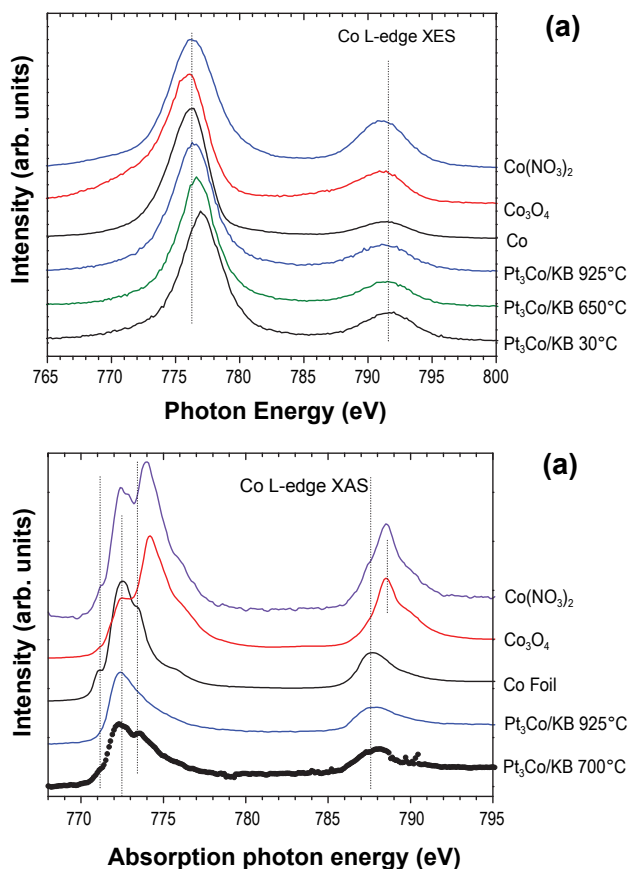 (a)
Co L-edge XES
Intensity (arb. units)
Co(NO₃)₂
Co₃O₄
Co
Pt₃Co/KB 925°C
Pt₃Co/KB 650°C
Pt₃Co/KB 30°C
765 770 775 780 785 790 795 800
Photon Energy (eV)
(a)
Co L-edge XAS
Intensity (arb. units)
Co(NO₃)₂
Co₃O₄
Co Foil
Pt₃Co/KB 925°C
Pt₃Co/KB 700°C
770 775 780 785 790 795
Absorption photon energy (eV)